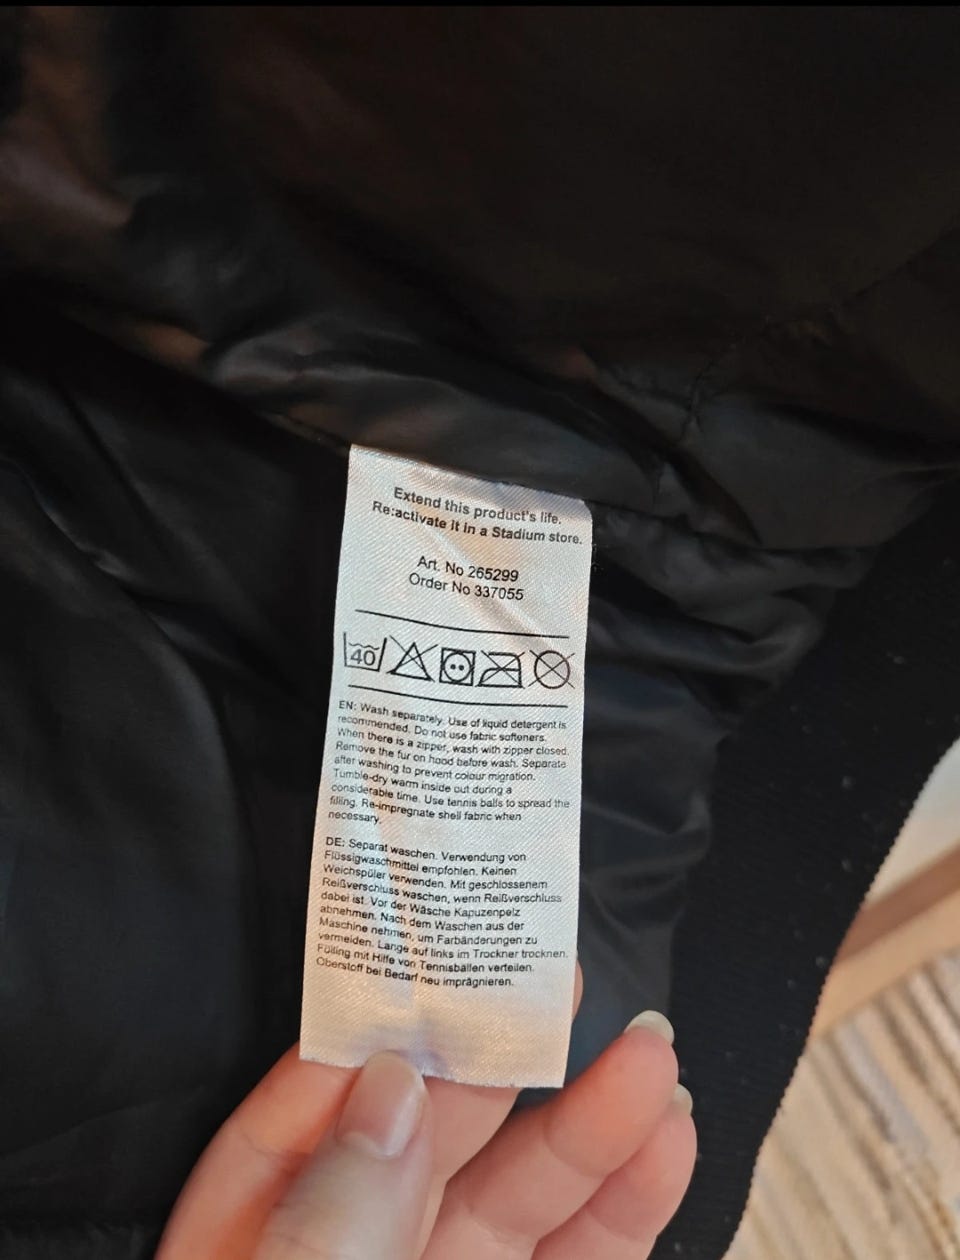 Extend this product's life.
Re:activate it in a Stadium store.
Art. No 265299
Order No 337055
40
EN: Wash separately. Use of liquid detergent is
recommended. Do not use fabric softeners.
When there is a zipper, wash with zipper closed.
Remove the fur on hood before wash. Separate
after washing to prevent colour migration.
Tumble-dry warm inside out during a
considerable time. Use tennis balls to spread the
filling. Re-impregnate shell fabric when
necessary.
DE: Separat waschen. Verwendung von
Flüssigwaschmittel empfohlen. Keinen
Weichspüler verwenden. Mit geschlossenem
Reißverschluss waschen, wenn Reißverschluss
dabei ist. Vor der Wäsche Kapuzenpelz
abnehmen. Nach dem Waschen aus der
Maschine nehmen, um Farbänderungen zu
vermeiden. Lange auf links im Trockner trocknen.
Fülling mit Hilfe von Tennisbällen verteilen.
Oberstoff bei Bedarf neu imprägnieren.